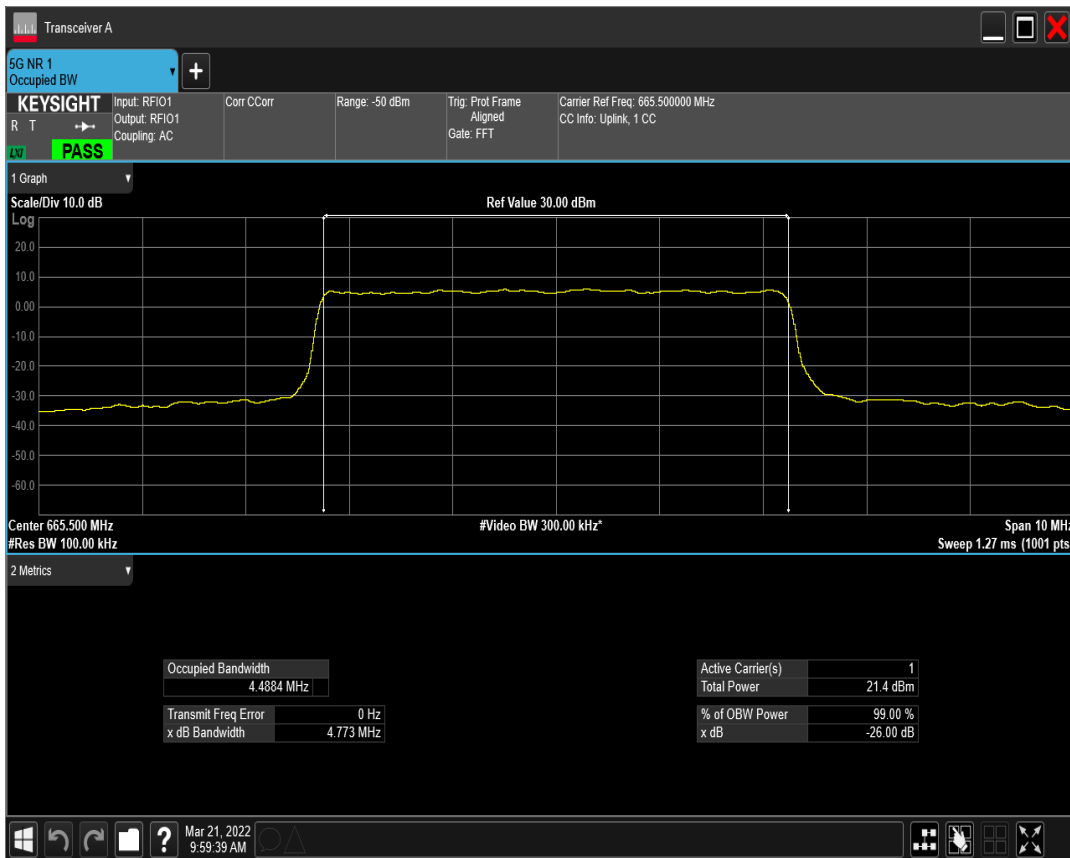 Transceiver A
5G NR 1
Occupied BW
+
KEYSIGHT
R T
LXI PASS
Input: RFIO1
Output: RFIO1
Coupling: AC
Corr CCorr
Range: -50 dBm
Trig: Prot Frame
Aligned
Gate: FFT
Carrier Ref Freq: 665.500000 MHz
CC Info: Uplink, 1 CC
1 Graph
Scale/Div 10.0 dB
Ref Value 30.00 dBm
Log
20.0
10.0
0.00
-10.0
-20.0
-30.0
-40.0
-50.0
-60.0
Center 665.500 MHz
#Video BW 300.00 kHz*
Span 10 MHz
#Res BW 100.00 kHz
Sweep 1.27 ms (1001 pts
2 Metrics
Occupied Bandwidth
4.4884 MHz
Transmit Freq Error 0 Hz
x dB Bandwidth 4.773 MHz
Active Carrier(s) 1
Total Power 21.4 dBm
% of OBW Power 99.00 %
x dB -26.00 dB
?
Mar 21, 2022
9:59:39 AM